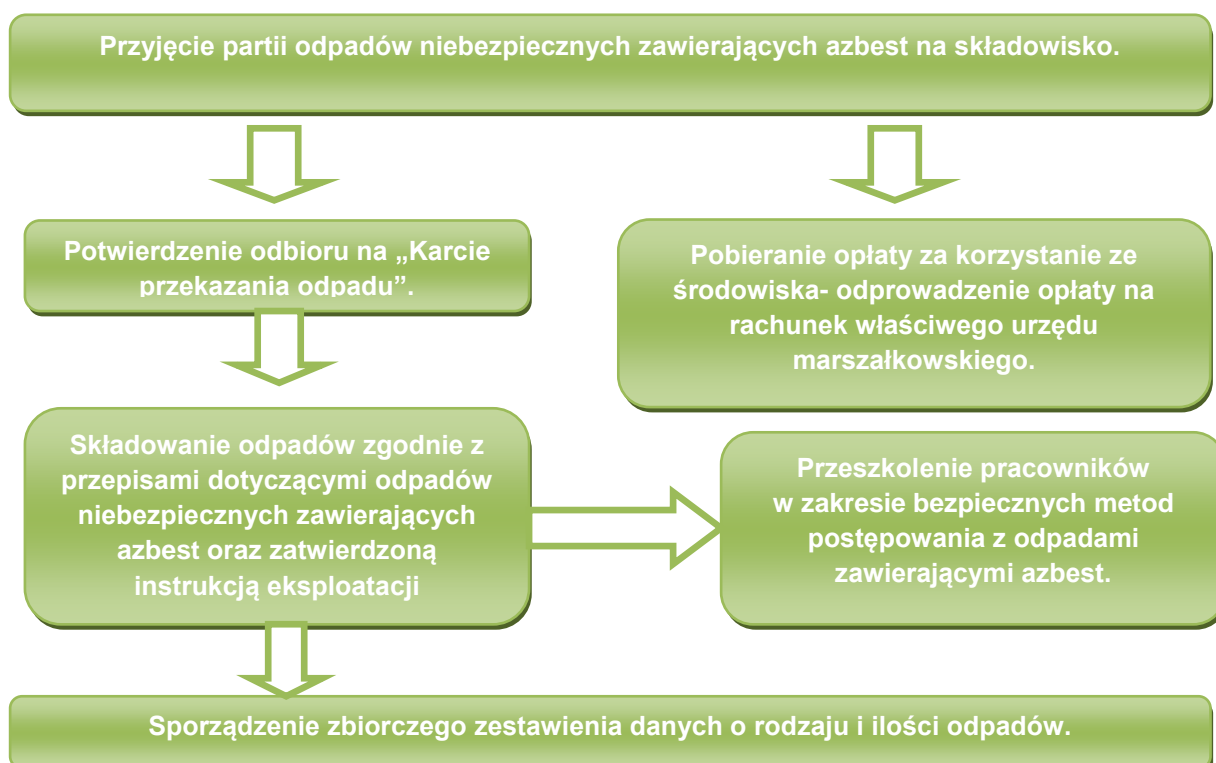 Przyjęcie partii odpadów niebezpiecznych zawierających azbest na składowisko.
Potwierdzenie odbioru na „Karcie
przekazania odpadu”.
Pobieranie opłaty za korzystanie ze
środowiska- odprowadzenie opłaty na
rachunek właściwego urzędu
marszałkowskiego.
Składowanie odpadów zgodnie z
przepisami dotyczącymi odpadów
niebezpiecznych zawierających
azbest oraz zatwierdzoną
instrukcją eksploatacji
Przeszkolenie pracowników
w zakresie bezpiecznych metod
postępowania z odpadami
zawierającymi azbest.
Sporządzenie zbiorczego zestawienia danych o rodzaju i ilości odpadów.